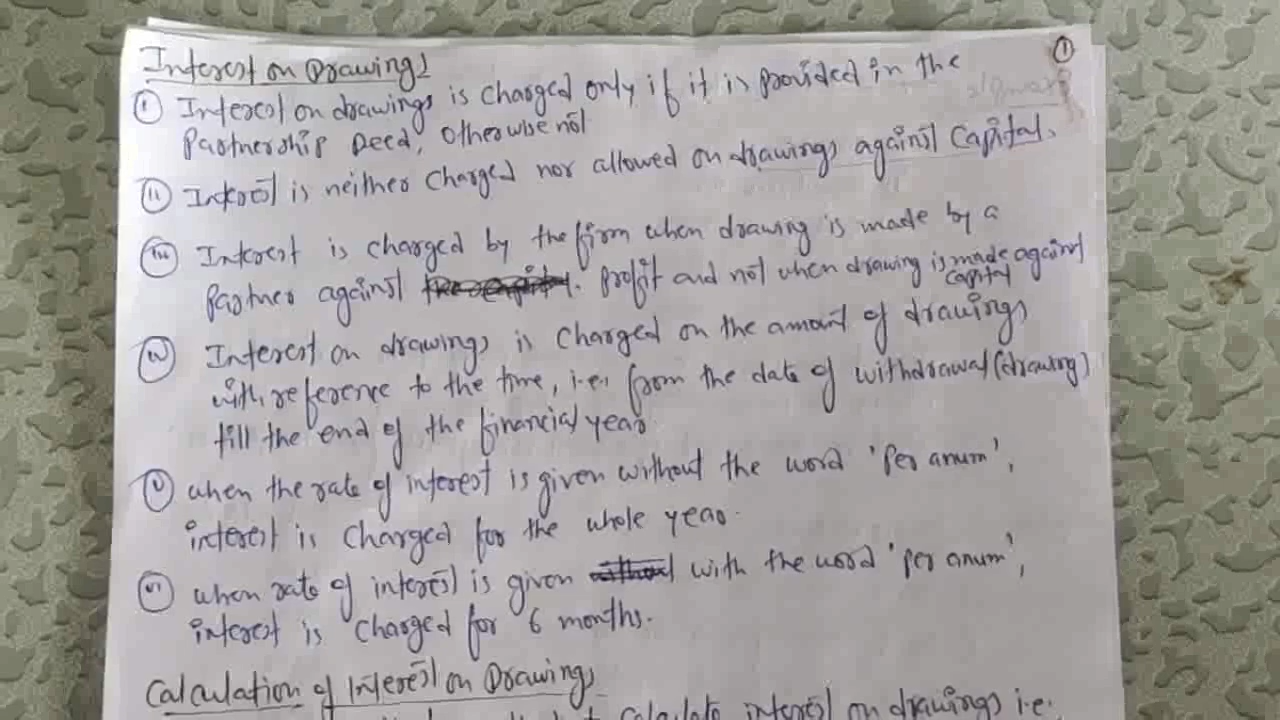 ①
Interest on Drawings
(i) Interest on drawings is charged only if it is provided in the
Partnership Deed, otherwise not
(ii) Interest is neither charged nor allowed on drawings against Capital.
(iii) Interest is charged by the firm when drawing is made by a
partner against profit and not when drawing is made against
capital
(iv) Interest on drawings is charged on the amount of drawings
with reference to the time, i.e. from the date of withdrawal (drawing)
till the end of the financial year
(v) when the rate of interest is given without the word 'per anum',
interest is charged for the whole year.
(vi) when rate of interest is given with the word 'per anum',
interest is charged for 6 months.
Calculation of Interest on Drawings
calculate interest on drawings i.e.